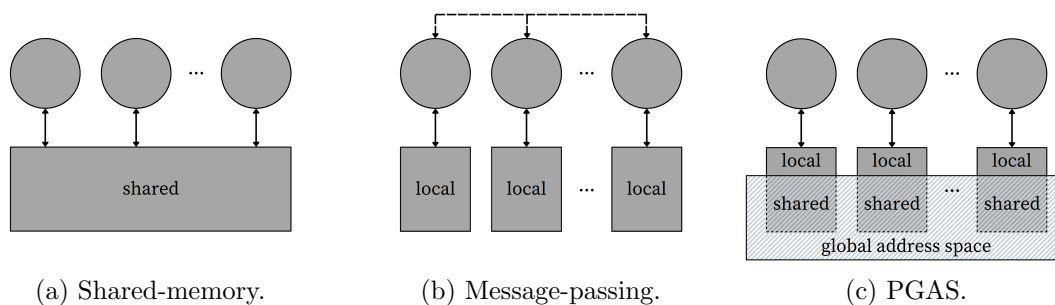 ...
...
...
shared
local
local
...
local
local
local
...
local
shared
shared
shared
global address space
(a) Shared-memory.
(b) Message-passing.
(c) PGAS.